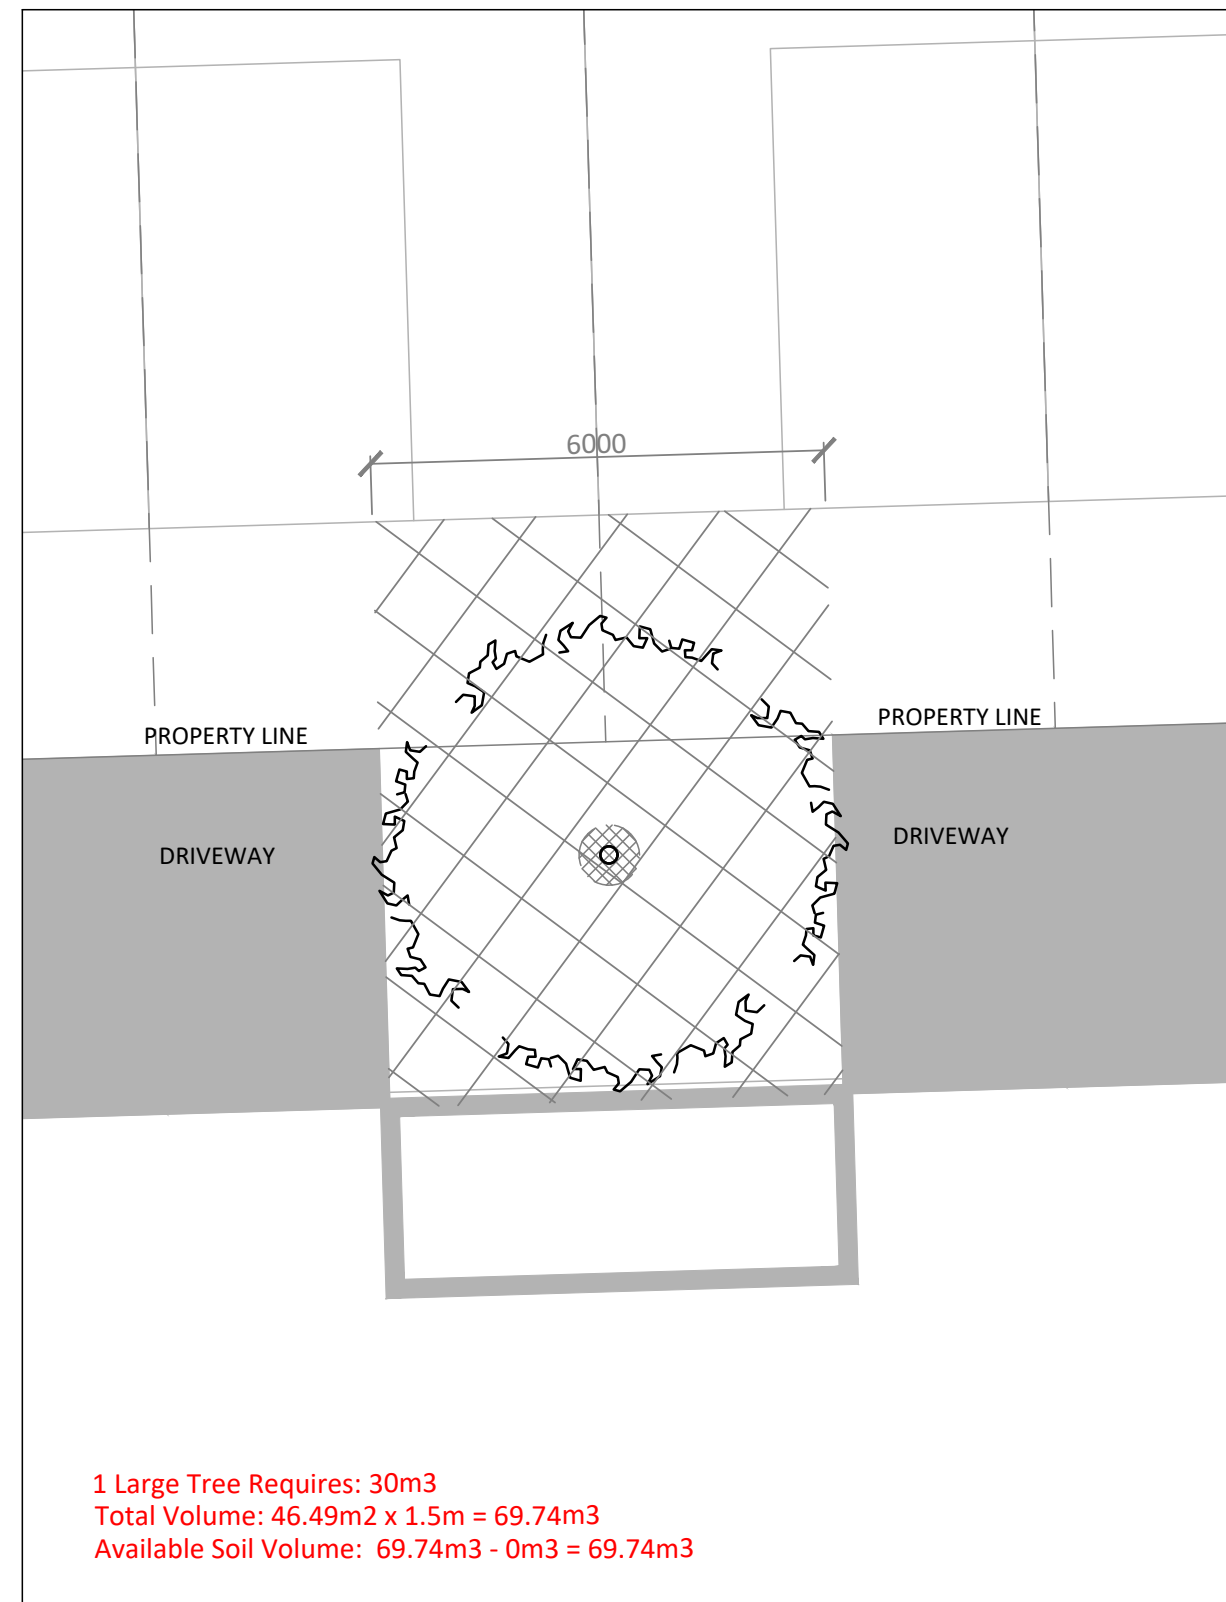 6000
PROPERTY LINE
PROPERTY LINE
DRIVEWAY
DRIVEWAY
1 Large Tree Requires: 30m3
Total Volume: 46.49m2 x 1.5m = 69.74m3
Available Soil Volume: 69.74m3 - 0m3 = 69.74m3